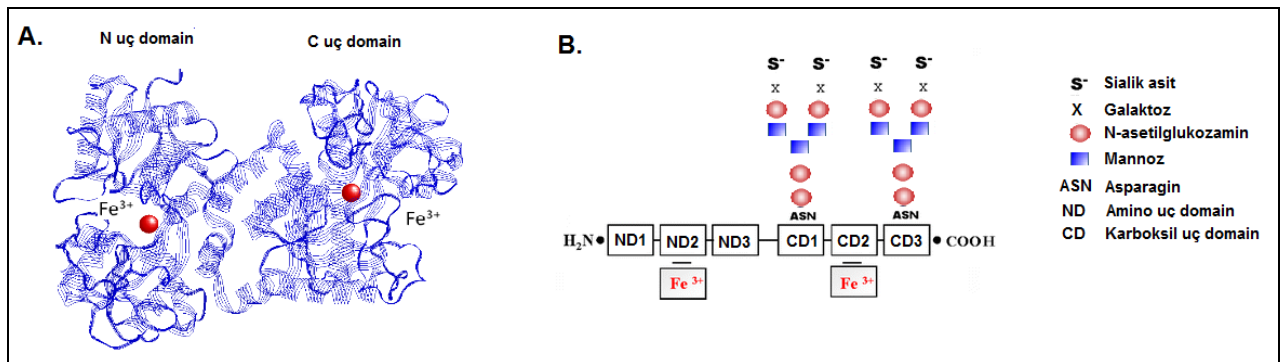 A.
N uç domain
C uç domain
Fe3+
Fe3+
B.
S- S- S- S-
X X X X
ASN ASN
H2N ND1 ND2 ND3 CD1 CD2 CD3 COOH
Fe 3+ Fe 3+
S- Sialik asit
X Galaktoz
N-asetilglukozamin
Mannoz
ASN Asparagin
ND Amino uç domain
CD Karboksil uç domain